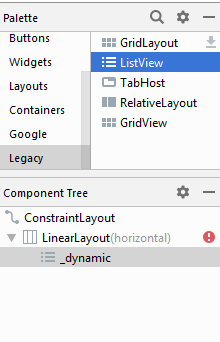 Palette
Buttons
Widgets
Layouts
Containers
Google
Legacy
GridLayout
ListView
TabHost
RelativeLayout
GridView
Component Tree
ConstraintLayout
LinearLayout(horizontal)
_dynamic